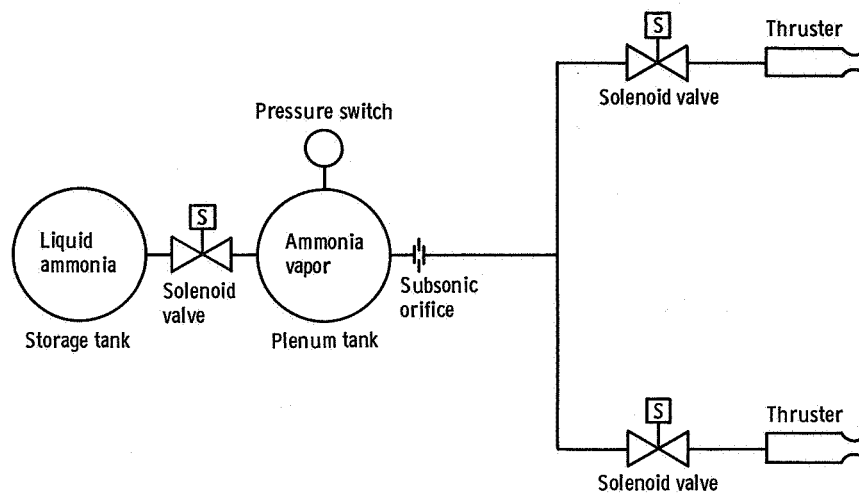 S
Thruster
Solenoid valve
Pressure switch
S
Liquid
ammonia
Ammonia
vapor
Solenoid
valve
Subsonic
orifice
Storage tank
Plenum tank
S
Thruster
Solenoid valve